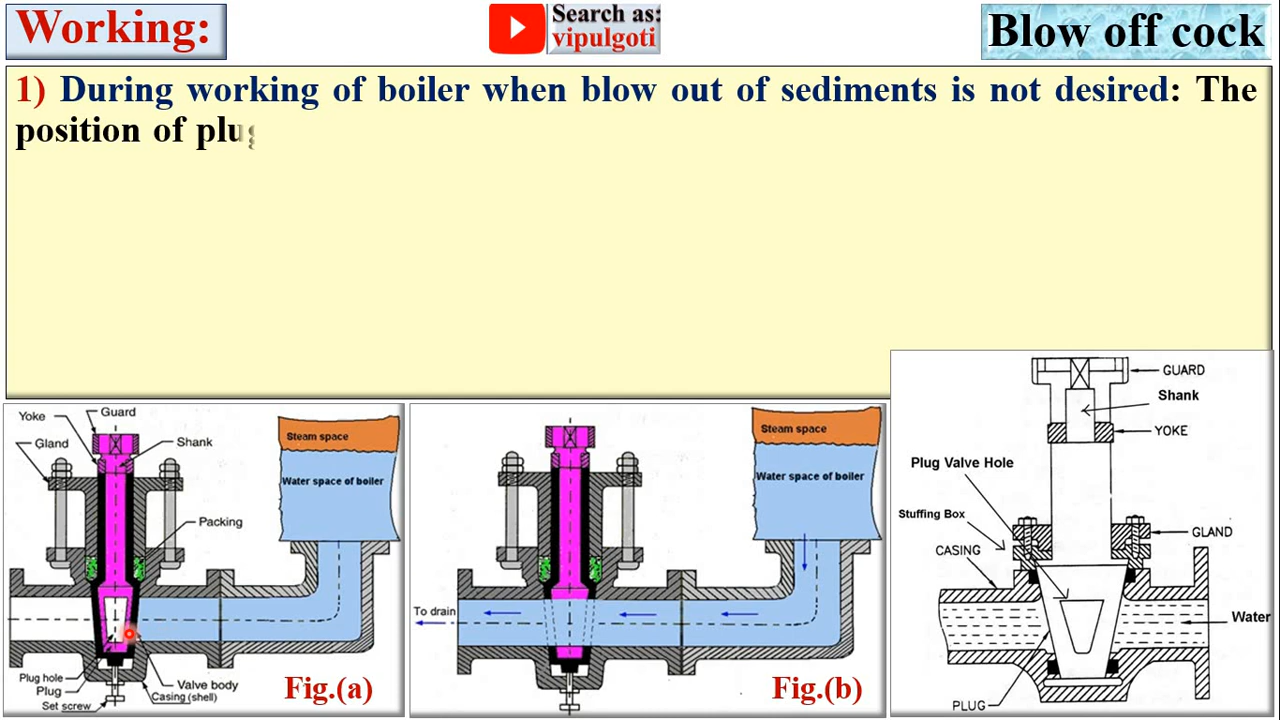 Working:
Search as:
vipulgoti
Blow off cock
1) During working of boiler when blow out of sediments is not desired: The
position of plug
Yoke
Guard
Gland
Shank
Packing
Steam space
Water space of boiler
Plug hole
Plug
Set screw
Valve body
Casing (shell)
Fig.(a)
Steam space
Water space of boiler
To drain
Fig.(b)
GUARD
Shank
YOKE
Plug Valve Hole
Stuffing Box
GLAND
CASING
Water
PLUG